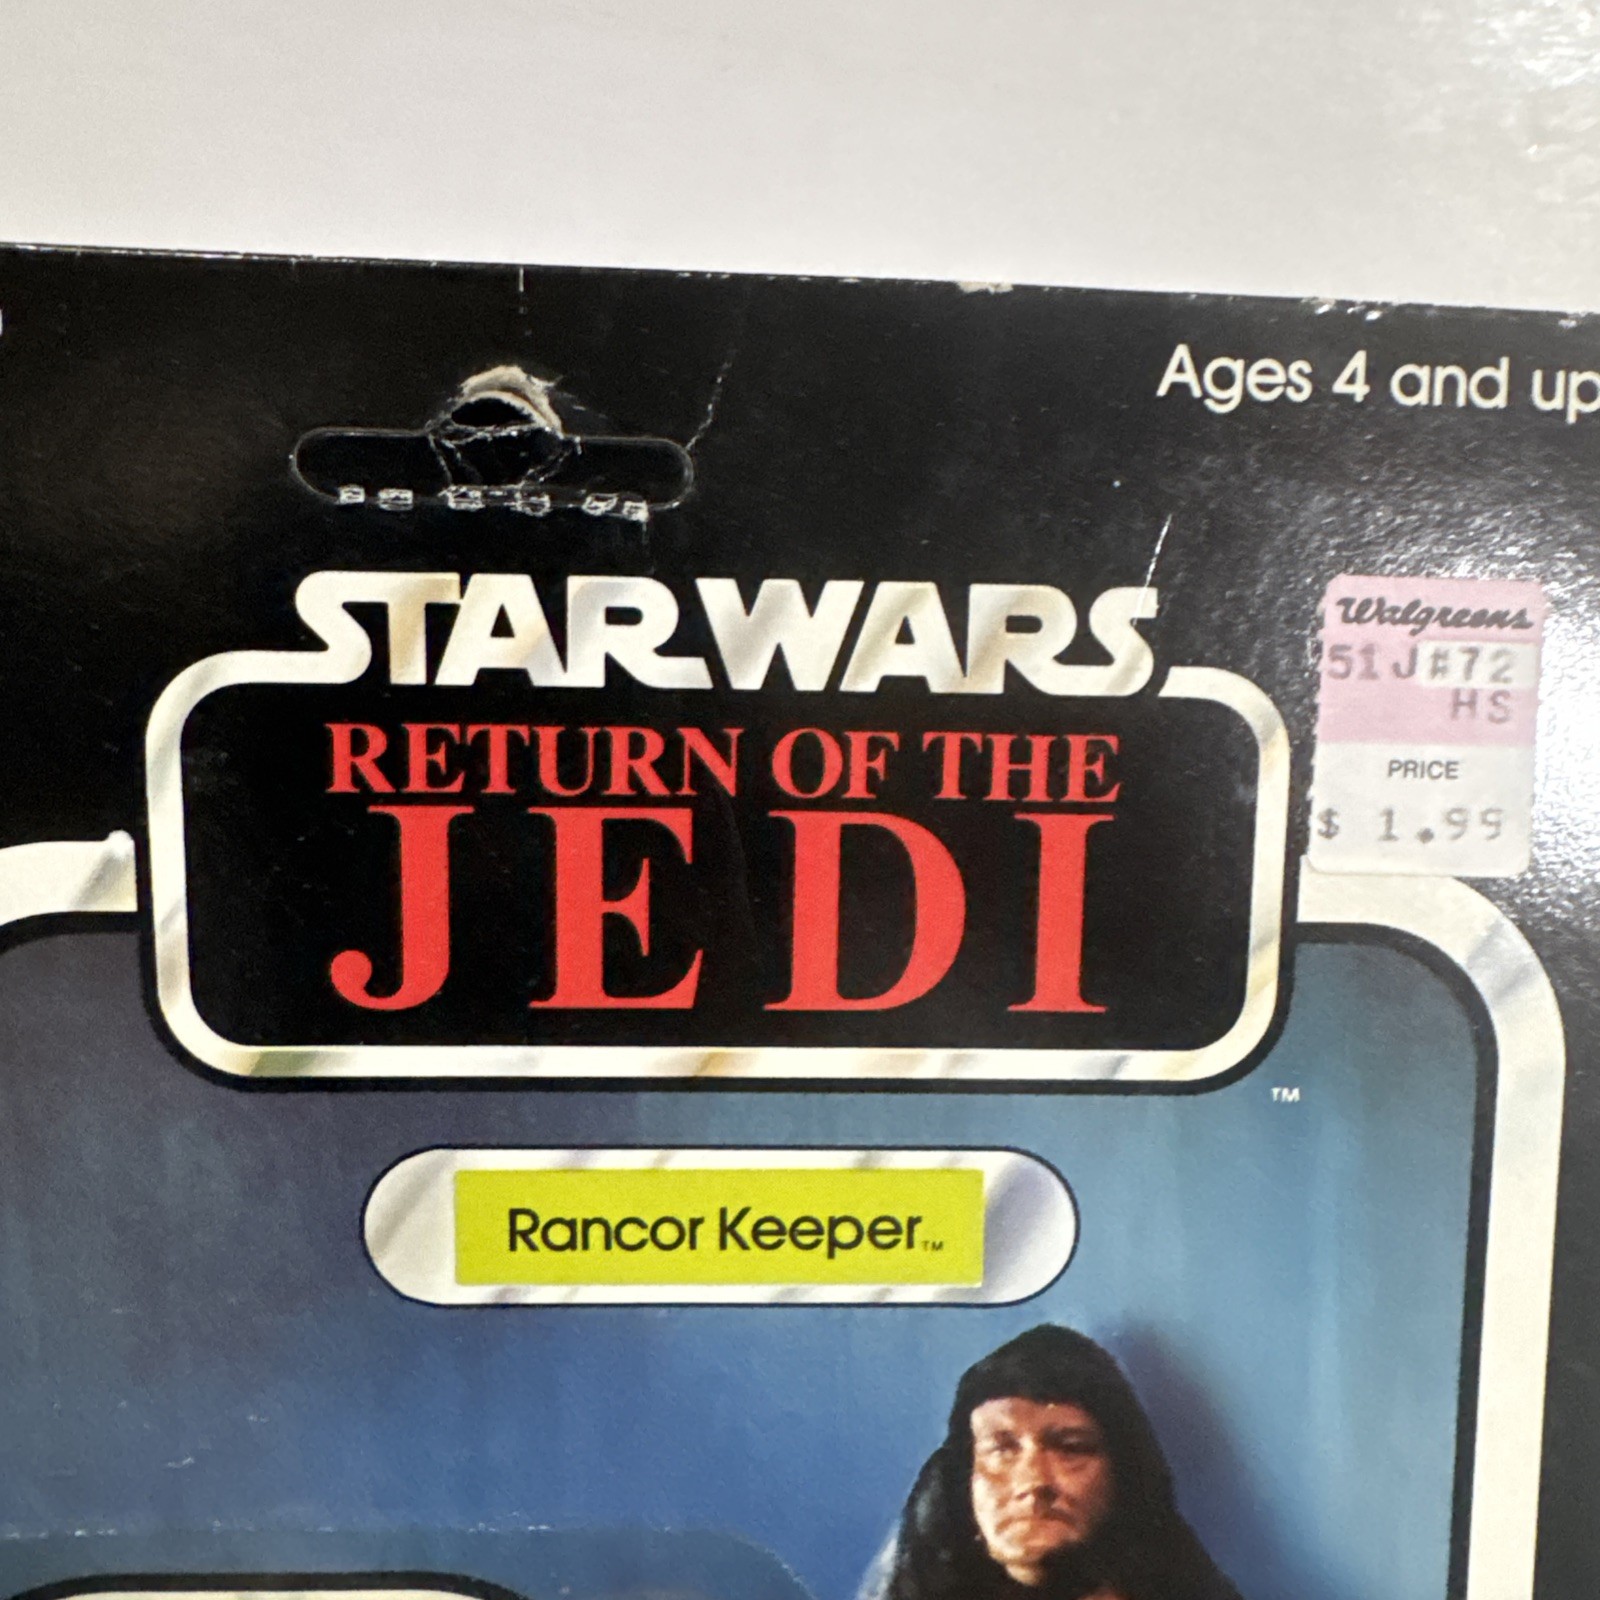 Ages 4 and up
STAR WARS
RETURN OF THE
JEDI
TM
Walgreens
51J#72
HS
PRICE
$ 1.99
Rancor Keeper TM